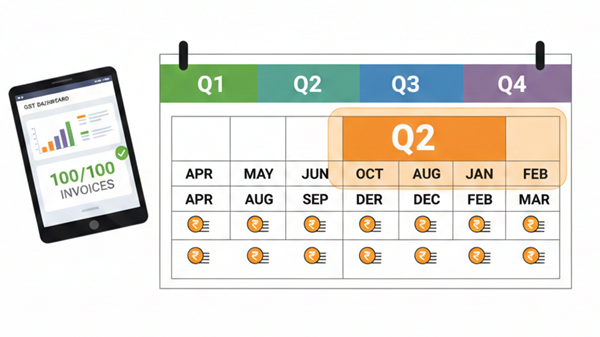 Q1 Q2 Q3 Q4
GST DASHBOARD
Q2
100/100
INVOICES
APR MAY JUN OCT AUG JAN FEB
APR AUG SEP DER DEC FEB MAR
₹ ₹ ₹ ₹ ₹ ₹ ₹
₹ ₹ ₹ ₹ ₹ ₹ ₹